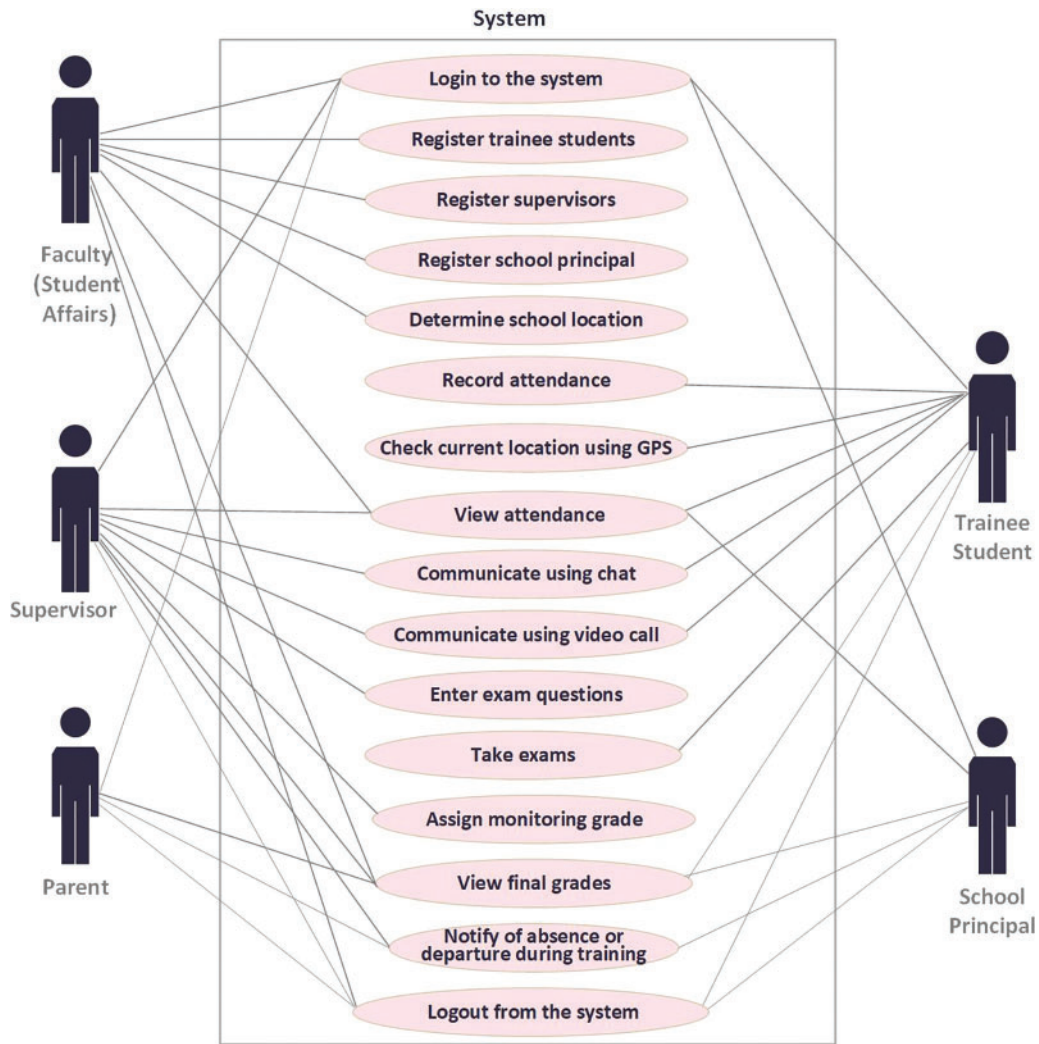 System
Login to the system
Register trainee students
Register supervisors
Register school principal
Determine school location
Record attendance
Check current location using GPS
View attendance
Communicate using chat
Communicate using video call
Enter exam questions
Take exams
Assign monitoring grade
View final grades
Notify of absence or
departure during training
Logout from the system
Faculty
(Student
Affairs)
Supervisor
Parent
Trainee
Student
School
Principal